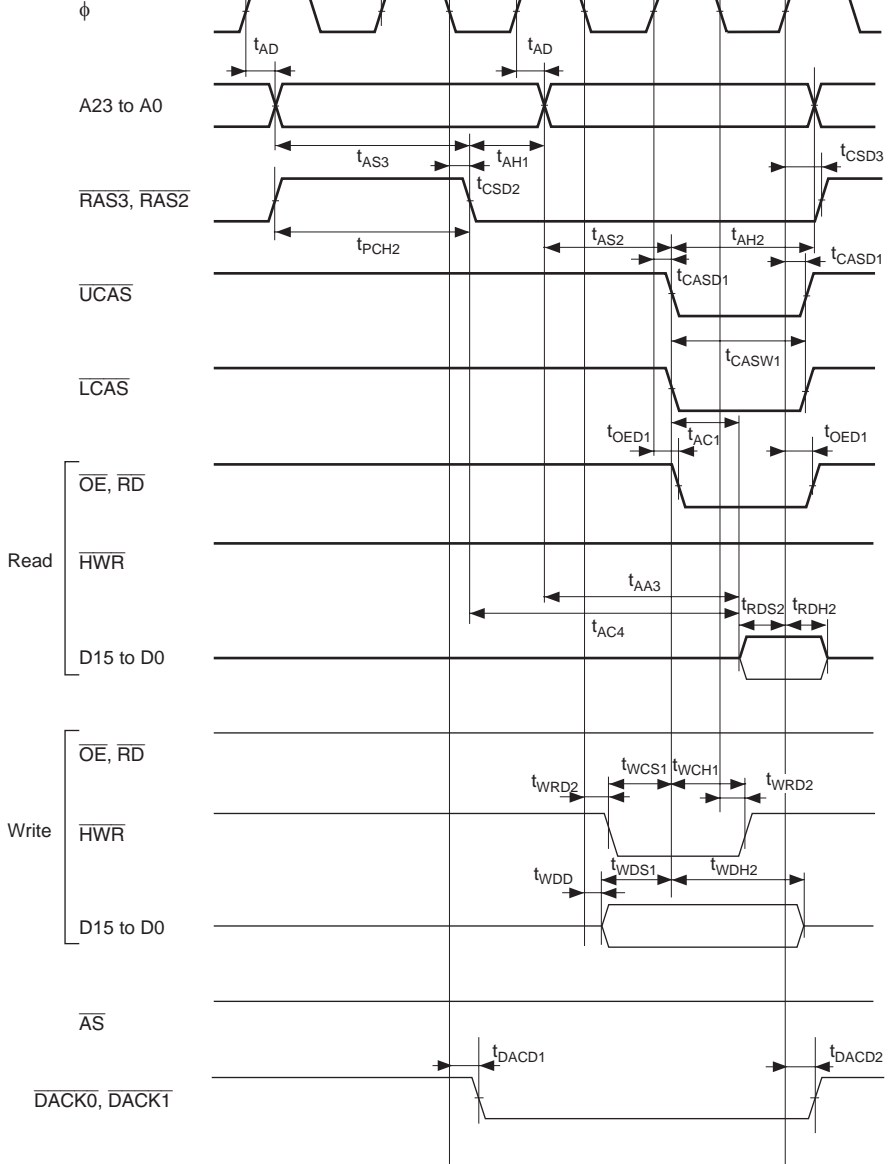 φ
tAD tAD
A23 to A0
tAS3 tAH1 tCSD3
tCSD2
RAS3, RAS2
tPCH2 tAS2 tAH2
tCASD1 tCASD1
UCAS
tCASW1
LCAS
tOED1 tAC1 tOED1
OE, RD
Read HWR
tAA3
tRDS2 tRDH2
tAC4
D15 to D0
OE, RD
tWCS1 tWCH1
tWRD2 tWRD2
Write HWR
tWDD tWDS1 tWDH2
D15 to D0
AS
tDACD1 tDACD2
DACK0, DACK1